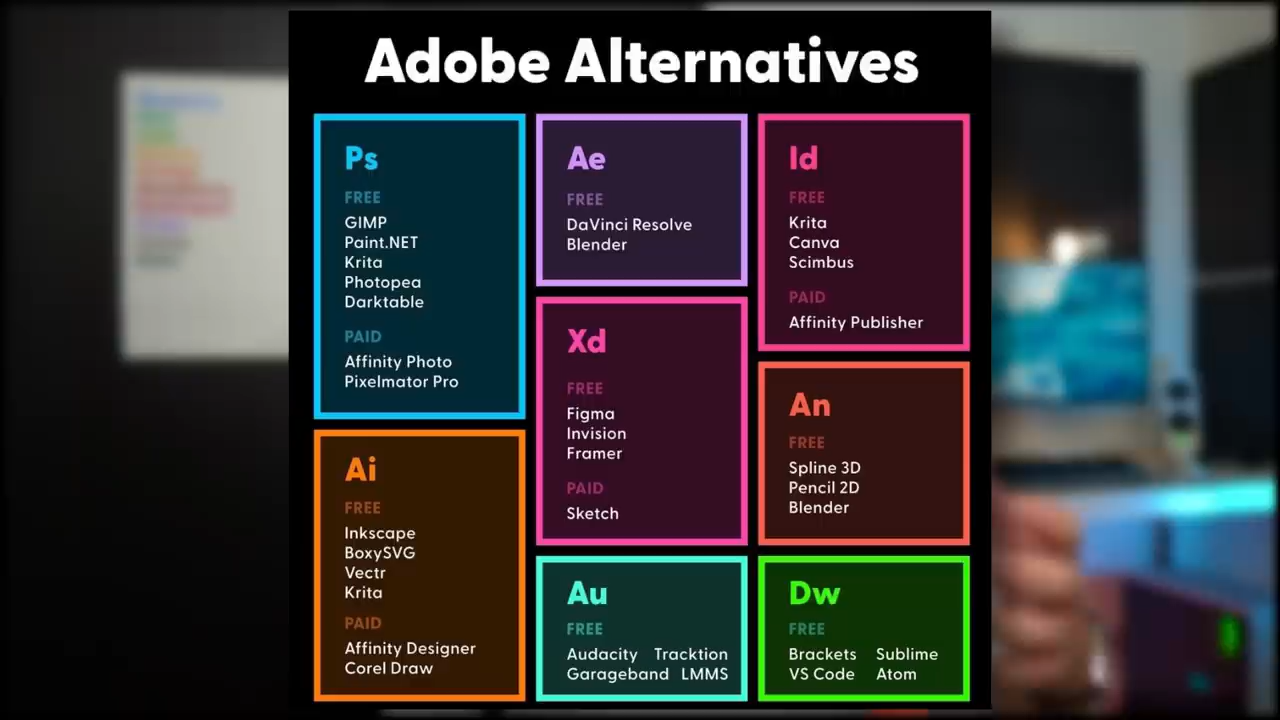 Adobe Alternatives
Ps
FREE
GIMP
Paint.NET
Krita
Photopea
Darktable
PAID
Affinity Photo
Pixelmator Pro
Ai
FREE
Inkscape
BoxySVG
Vectr
Krita
PAID
Affinity Designer
Corel Draw
Ae
FREE
DaVinci Resolve
Blender
Xd
FREE
Figma
Invision
Framer
PAID
Sketch
Au
FREE
Audacity Tracktion
Garageband LMMS
Id
FREE
Krita
Canva
Scimbus
PAID
Affinity Publisher
An
FREE
Spline 3D
Pencil 2D
Blender
Dw
FREE
Brackets Sublime
VS Code Atom